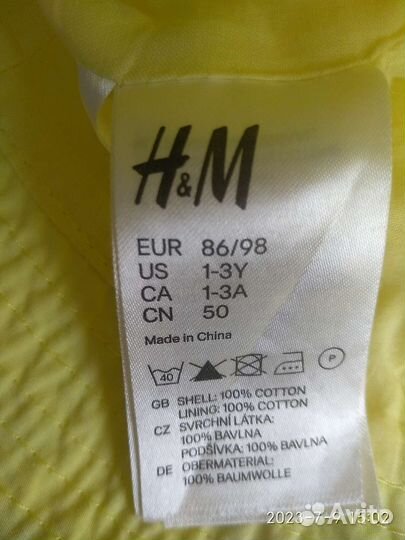 H&M
EUR 86/98
US 1-3Y
CA 1-3A
CN 50
Made in China
40
P
GB SHELL: 100% COTTON
LINING: 100% COTTON
CZ SVRCHNÍ LÁTKA:
100% BAVLNA
PODŠÍVKA: 100% BAVLNA
DE OBERMATERIAL:
100% BAUMWOLLE
Avito